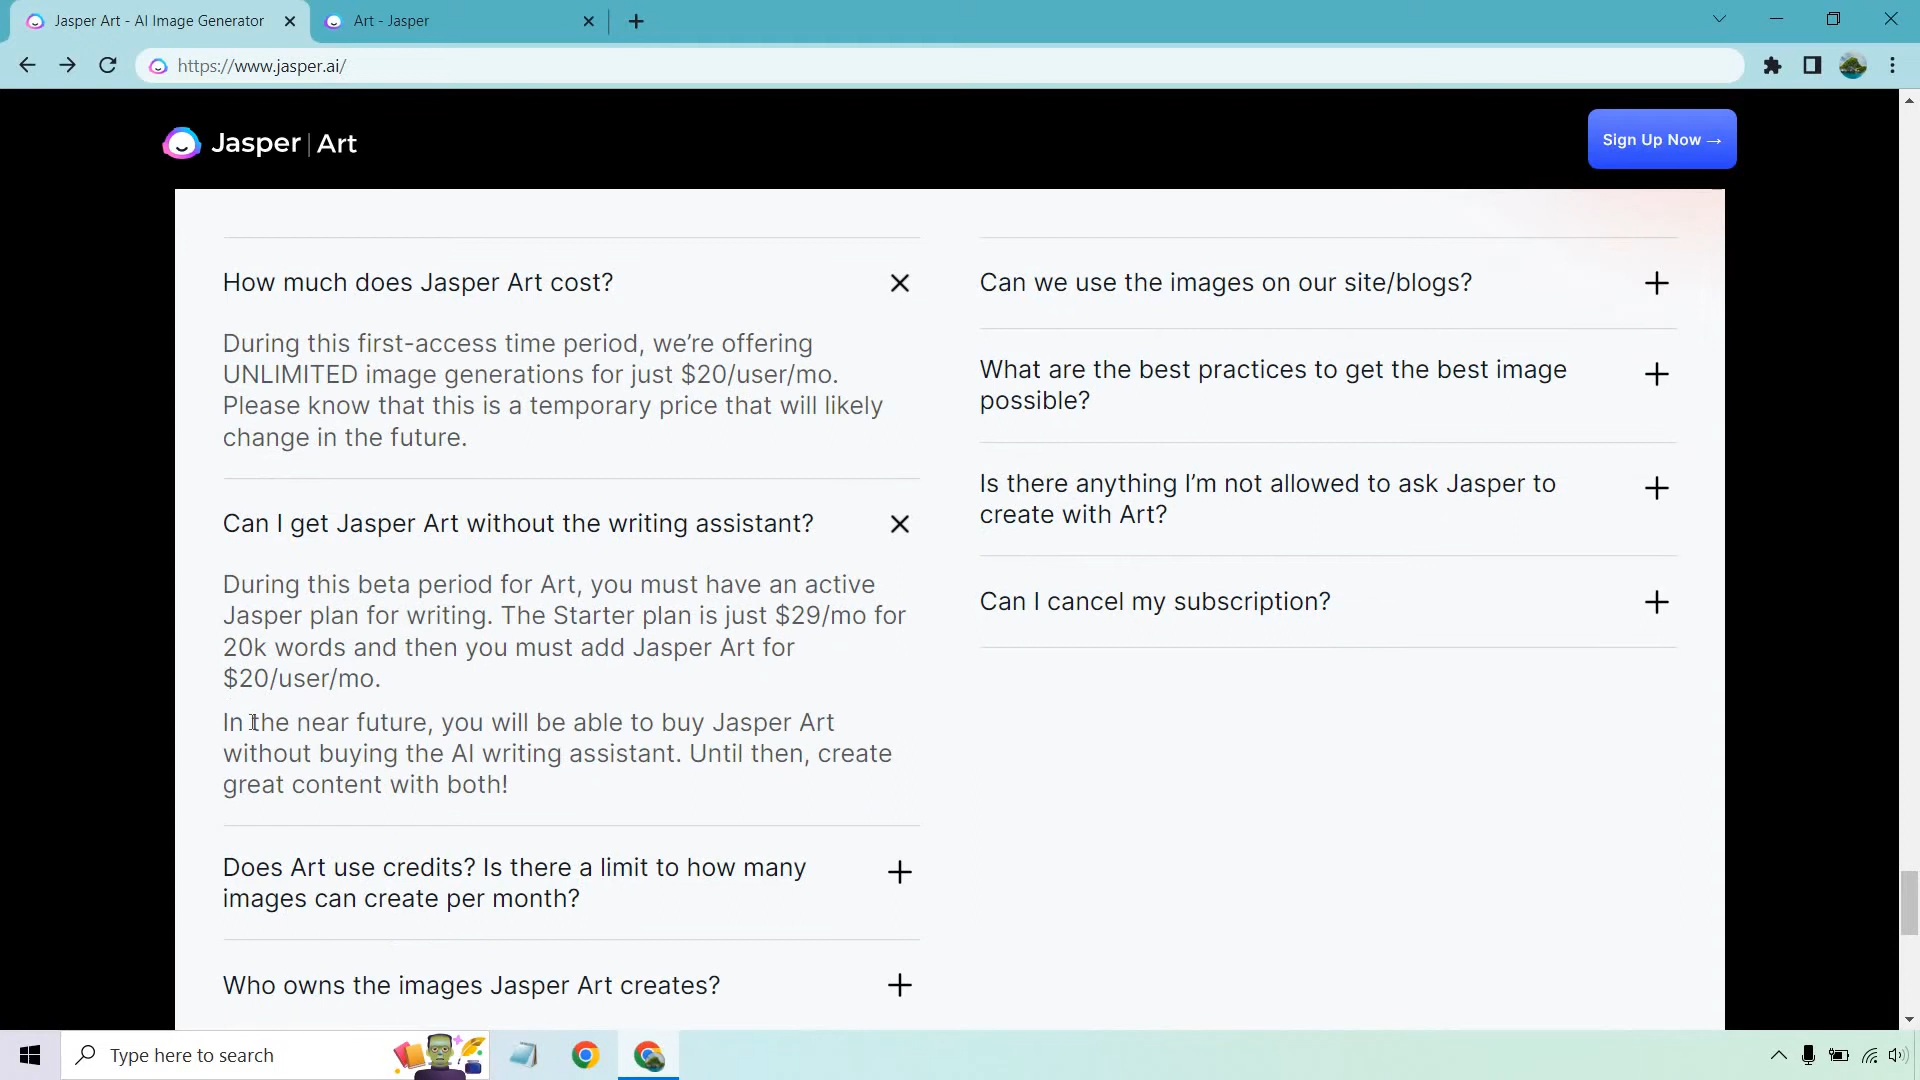 Jasper Art - AI Image Generator
Art - Jasper
https://www.jasper.ai/
Jasper | Art
Sign Up Now →
How much does Jasper Art cost?
During this first-access time period, we’re offering
UNLIMITED image generations for just $20/user/mo.
Please know that this is a temporary price that will likely
change in the future.
Can I get Jasper Art without the writing assistant?
During this beta period for Art, you must have an active
Jasper plan for writing. The Starter plan is just $29/mo for
20k words and then you must add Jasper Art for
$20/user/mo.
In the near future, you will be able to buy Jasper Art
without buying the AI writing assistant. Until then, create
great content with both!
Does Art use credits? Is there a limit to how many
images can create per month?
Who owns the images Jasper Art creates?
Can we use the images on our site/blogs?
What are the best practices to get the best image
possible?
Is there anything I’m not allowed to ask Jasper to
create with Art?
Can I cancel my subscription?
Type here to search